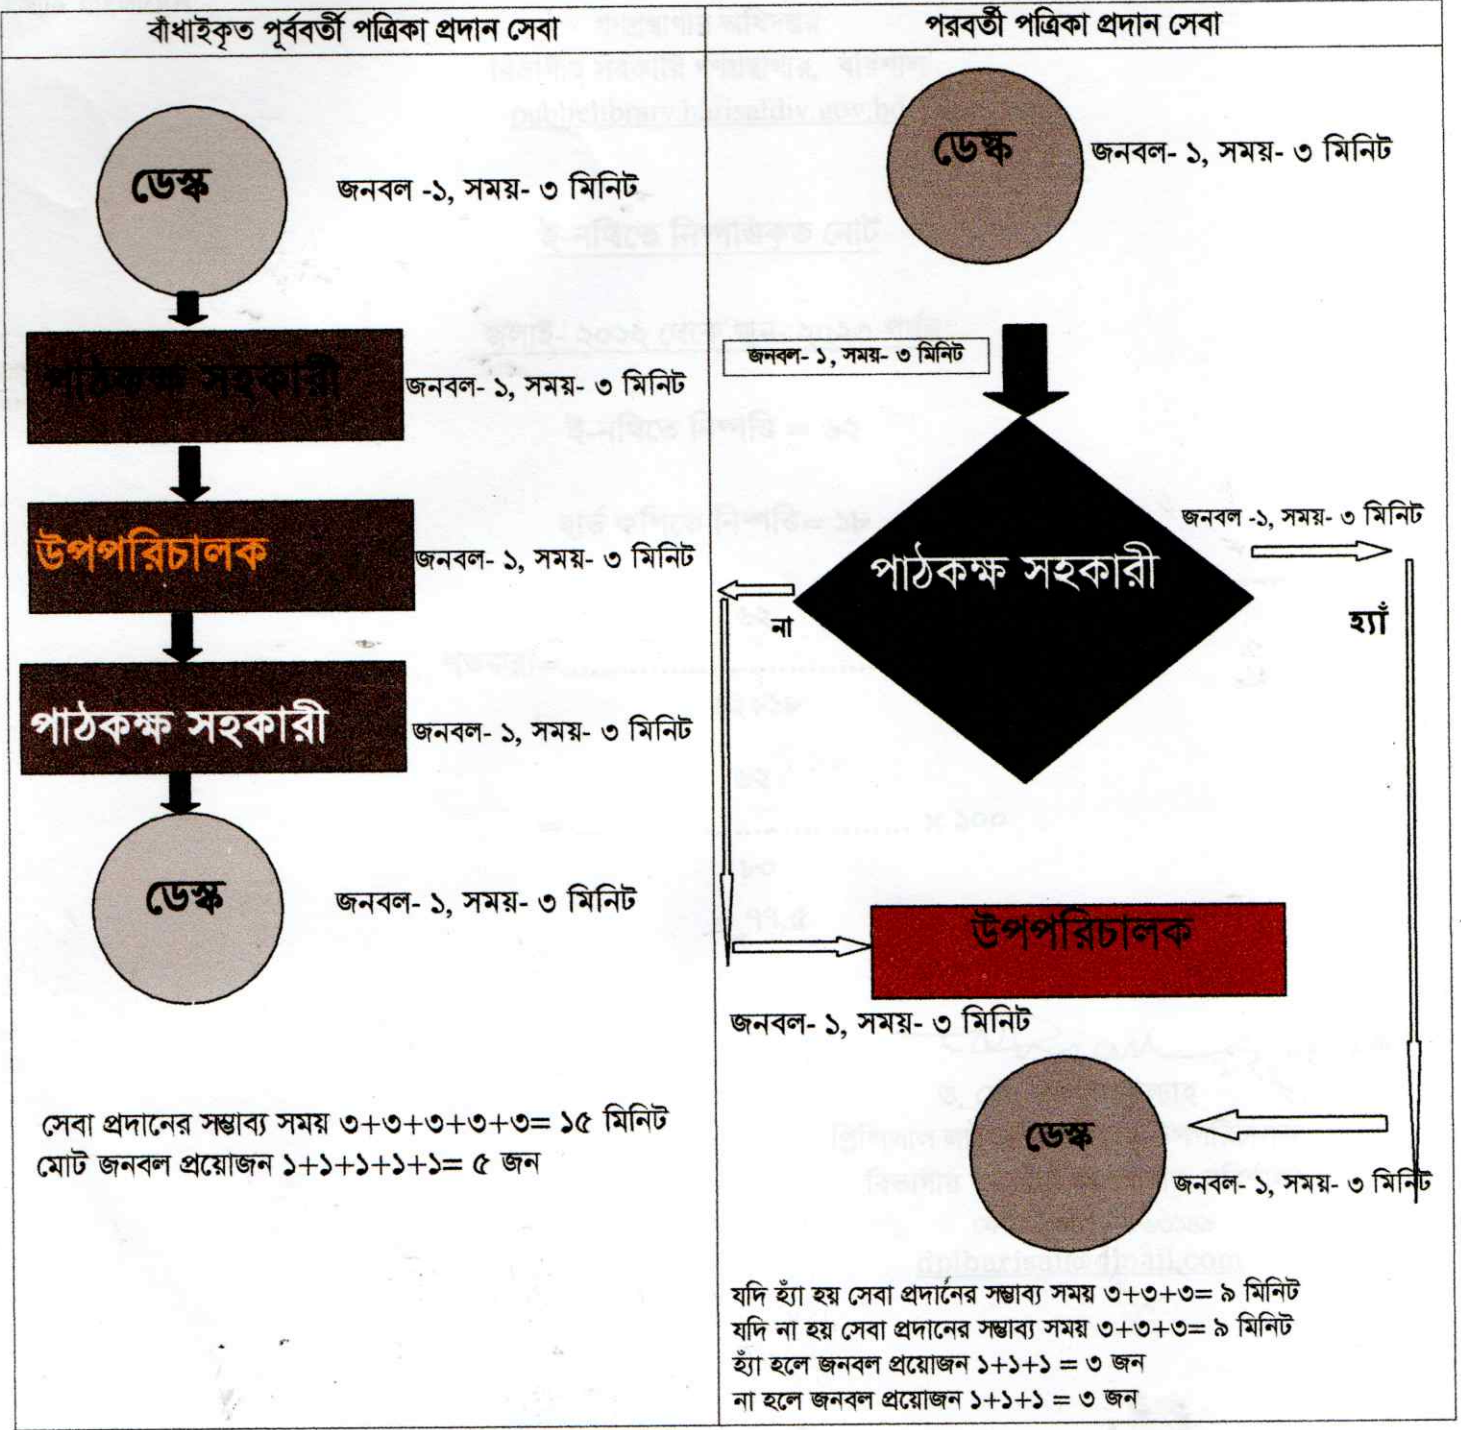 বাঁধাইকৃত পূর্ববর্তী পত্রিকা প্রদান সেবা
ডেস্ক
জনবল -১, সময়- ৩ মিনিট
পাঠকক্ষ সহকারী
জনবল- ১, সময়- ৩ মিনিট
উপপরিচালক
জনবল- ১, সময়- ৩ মিনিট
পাঠকক্ষ সহকারী
জনবল- ১, সময়- ৩ মিনিট
ডেস্ক
জনবল- ১, সময়- ৩ মিনিট
সেবা প্রদানের সম্ভাব্য সময় ৩+৩+৩+৩+৩= ১৫ মিনিট
মোট জনবল প্রয়োজন ১+১+১+১+১= ৫ জন
পরবর্তী পত্রিকা প্রদান সেবা
ডেস্ক
জনবল- ১, সময়- ৩ মিনিট
জনবল- ১, সময়- ৩ মিনিট
পাঠকক্ষ সহকারী
জনবল -১, সময়- ৩ মিনিট
না
হ্যাঁ
উপপরিচালক
জনবল- ১, সময়- ৩ মিনিট
ডেস্ক
জনবল- ১, সময়- ৩ মিনিট
যদি হ্যাঁ হয় সেবা প্রদানের সম্ভাব্য সময় ৩+৩+৩= ৯ মিনিট
যদি না হয় সেবা প্রদানের সম্ভাব্য সময় ৩+৩+৩= ৯ মিনিট
হ্যাঁ হলে জনবল প্রয়োজন ১+১+১ = ৩ জন
না হলে জনবল প্রয়োজন ১+১+১ = ৩ জন